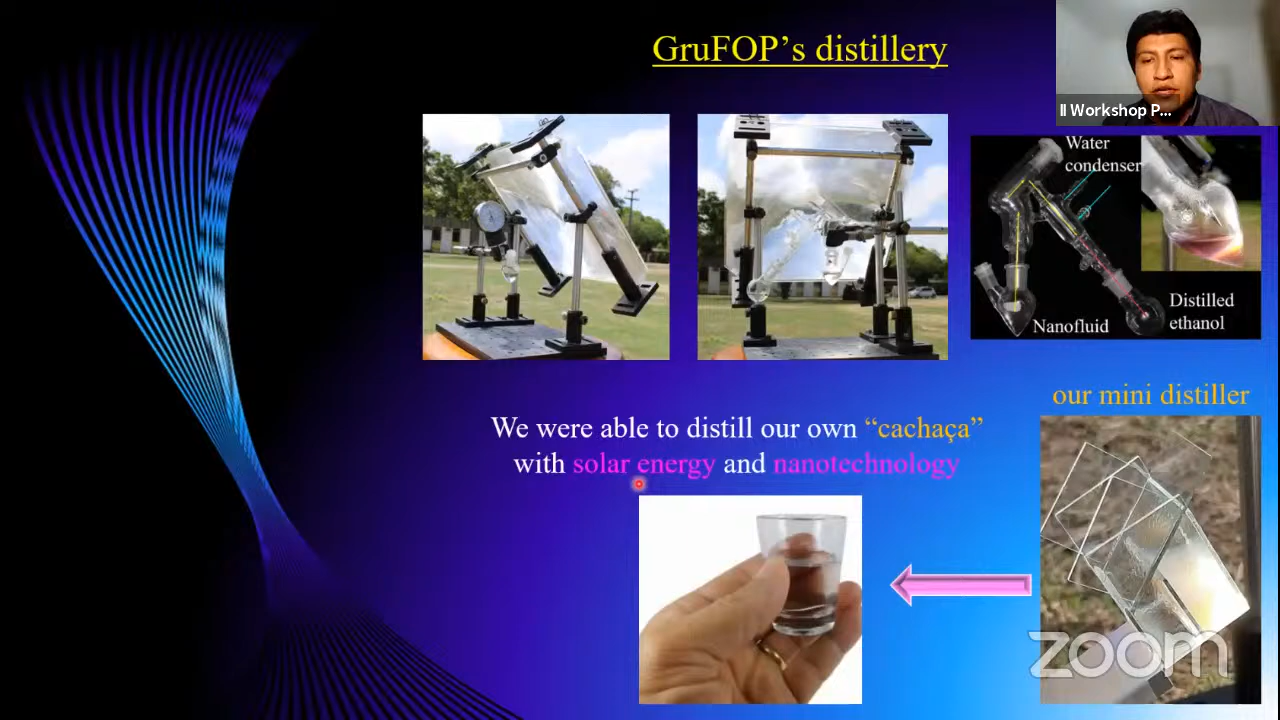 GruFOP's distillery
II Workshop P...
Water
condenser
Nanofluid
Distilled
ethanol
our mini distiller
We were able to distill our own “cachaça”
with solar energy and nanotechnology
zoom